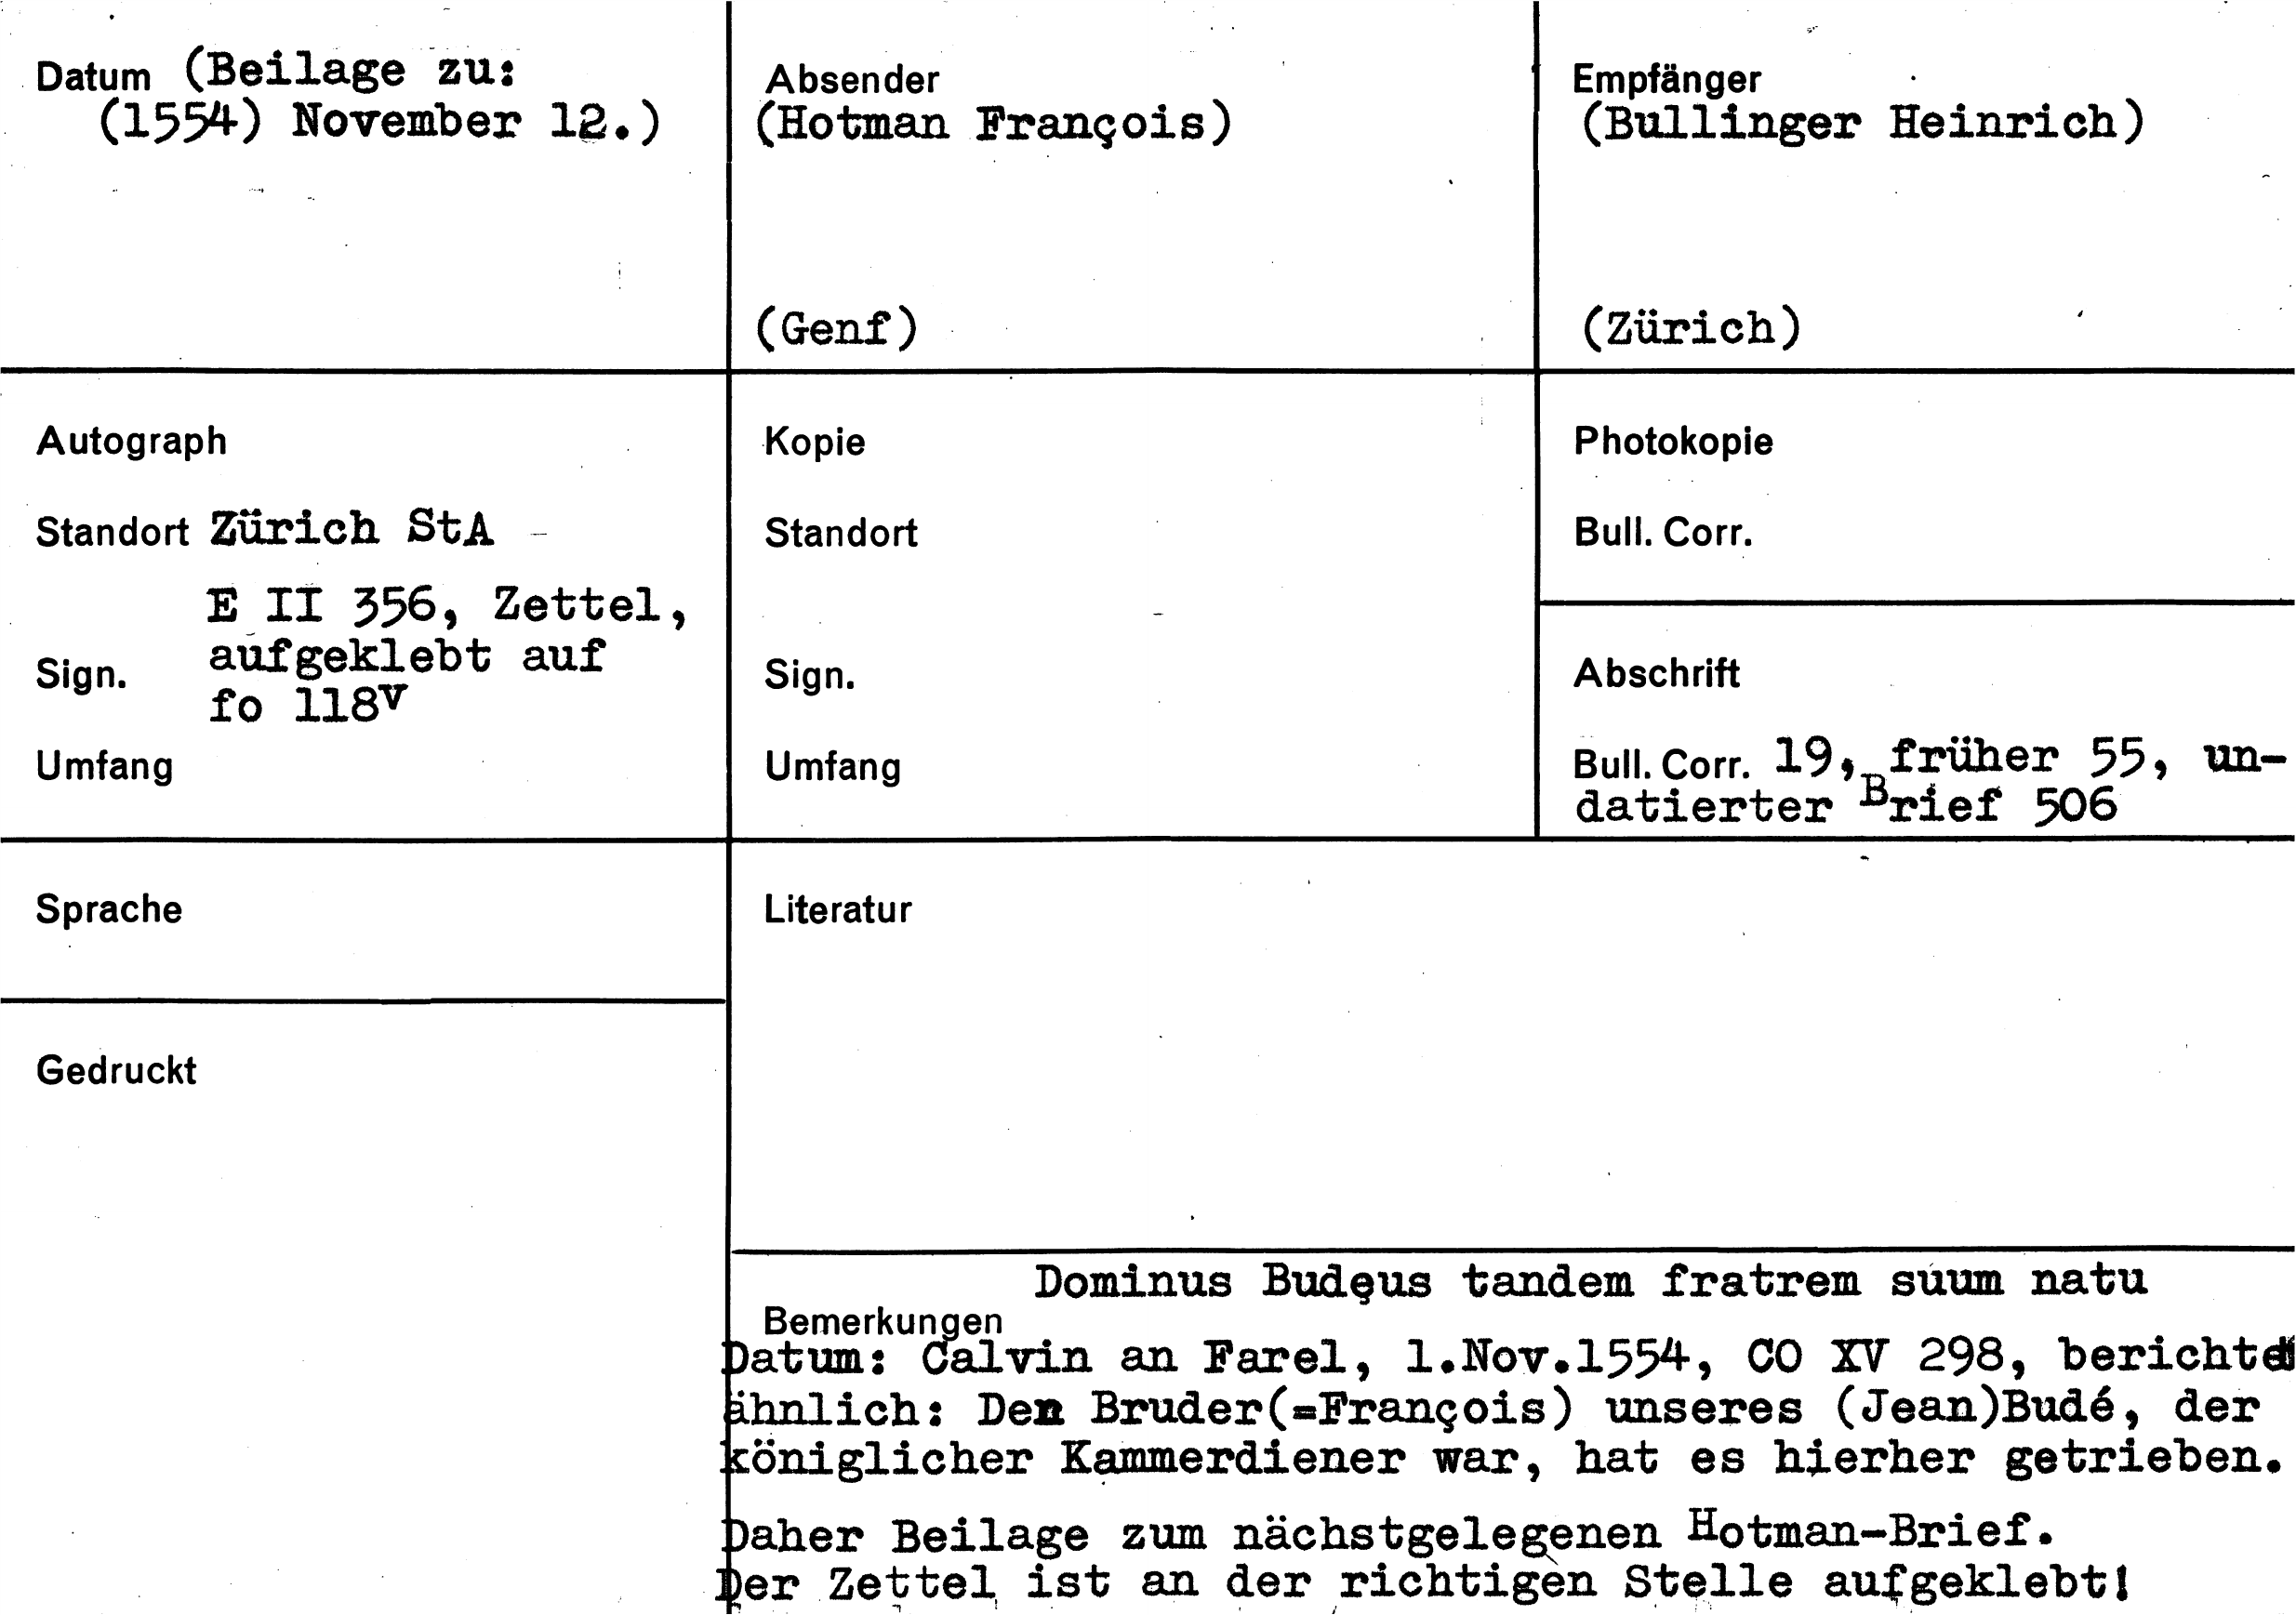 Datum (Beilage zu:
(1554) November 12.)
Absender
(Hotman François)
(Genf)
Empfänger
(Bullinger Heinrich)
(Zürich)
Autograph
Standort Zürich StA
E II 356, Zettel,
Sign. aufgeklebt auf
fo 118v
Umfang
Kopie
Standort
Sign.
Umfang
Photokopie
Bull. Corr.
Abschrift
Bull. Corr. 19, früher 55, un-
datierter Brief 506
Sprache
Gedruckt
Literatur
Dominus Budęus tandem fratrem suum natu
Bemerkungen
Datum: Calvin an Farel, 1.Nov.1554, CO XV 298, berichtet
ähnlich: Den Bruder(=François) unseres (Jean)Budé, der
königlicher Kammerdiener war, hat es hierher getrieben.
Daher Beilage zum nächstgelegenen Hotman-Brief.
Der Zettel ist an der richtigen Stelle aufgeklebt!